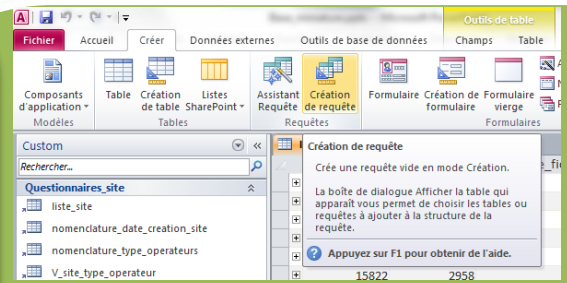 A
Outils de table
Fichier Accueil Créer Données externes Outils de base de données Champs Table
Composants d'application
Table
Création de table
Listes SharePoint
Assistant Requête
Création de requête
Formulaire
Création de formulaire
Formulaire vierge
Modèles Tables Requêtes Formulaires
Custom
Rechercher...
Questionnaires_site
liste_site
nomenclature_date_creation_site
nomenclature_type_operateurs
V_site_type_operateur
Création de requête
Crée une requête vide en mode Création.
La boîte de dialogue Afficher la table qui
apparaît vous permet de choisir les tables ou
requêtes à ajouter à la structure de la
requête.
Appuyez sur F1 pour obtenir de l'aide.
15822 2958